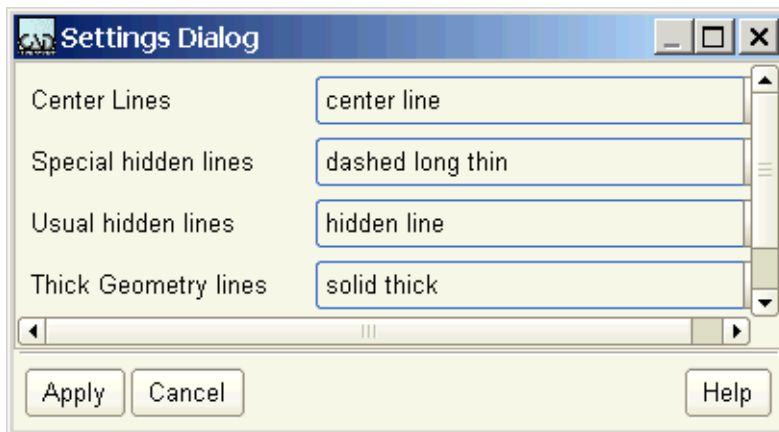 CAD Settings Dialog
Center Lines center line
Special hidden lines dashed long thin
Usual hidden lines hidden line
Thick Geometry lines solid thick
Apply Cancel Help